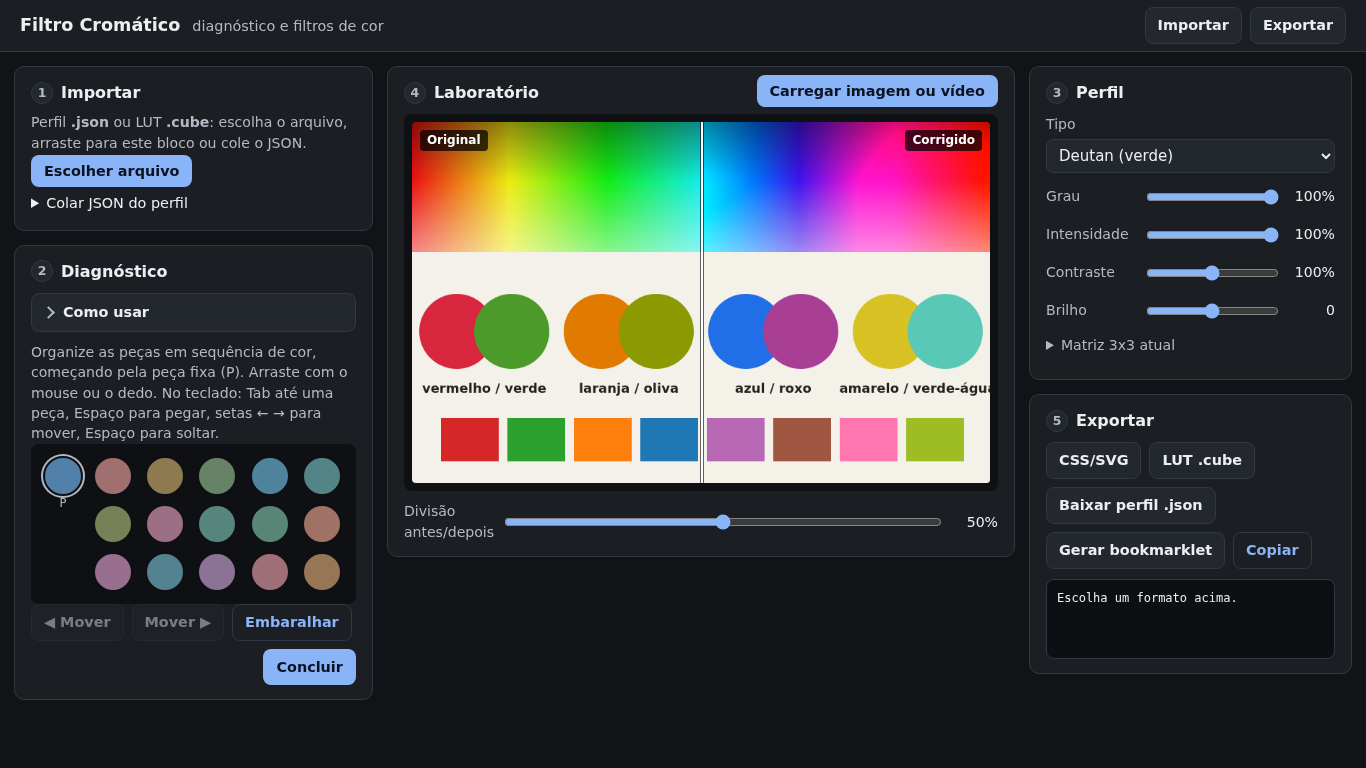 Filtro Cromático diagnóstico e filtros de cor
Importar
Exportar
1 Importar
Perfil .json ou LUT .cube: escolha o arquivo,
arraste para este bloco ou cole o JSON.
Escolher arquivo
Colar JSON do perfil
2 Diagnóstico
Como usar
Organize as peças em sequência de cor,
começando pela peça fixa (P). Arraste com o
mouse ou o dedo. No teclado: Tab até uma
peça, Espaço para pegar, setas ← → para
mover, Espaço para soltar.
P
◀ Mover
Mover ▶
Embaralhar
Concluir
4 Laboratório
Carregar imagem ou vídeo
Original
Corrigido
vermelho / verde
laranja / oliva
azul / roxo
amarelo / verde-água
Divisão
antes/depois
50%
3 Perfil
Tipo
Deutan (verde)
Grau 100%
Intensidade 100%
Contraste 100%
Brilho 0
Matriz 3x3 atual
5 Exportar
CSS/SVG
LUT .cube
Baixar perfil .json
Gerar bookmarklet
Copiar
Escolha um formato acima.